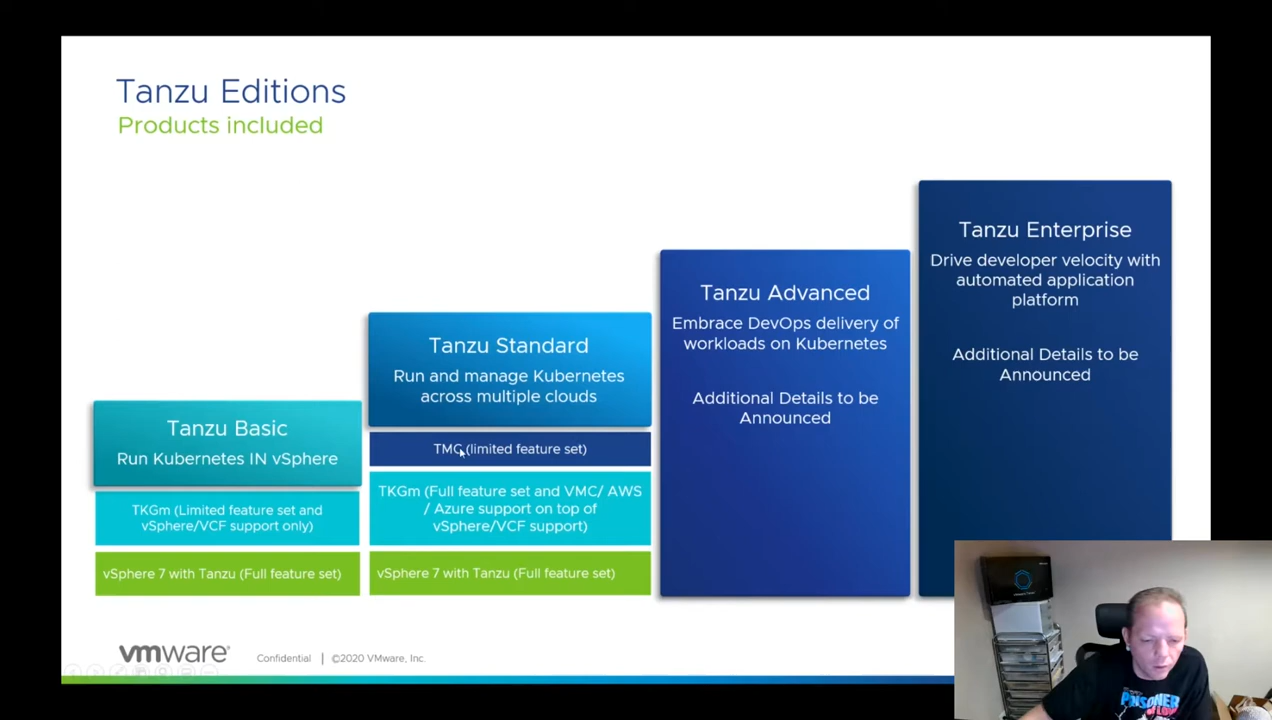 Tanzu Editions
Products included
Tanzu Basic
Run Kubernetes IN vSphere
TKGm (Limited feature set and
vSphere/VCF support only)
vSphere 7 with Tanzu (Full feature set)
Tanzu Standard
Run and manage Kubernetes
across multiple clouds
TMC (limited feature set)
TKGm (Full feature set and VMC/ AWS
/ Azure support on top of
vSphere/VCF support)
vSphere 7 with Tanzu (Full feature set)
Tanzu Advanced
Embrace DevOps delivery of
workloads on Kubernetes
Additional Details to be
Announced
Tanzu Enterprise
Drive developer velocity with
automated application
platform
Additional Details to be
Announced
vmware®
Confidential | ©2020 VMware, Inc.
PRISONER